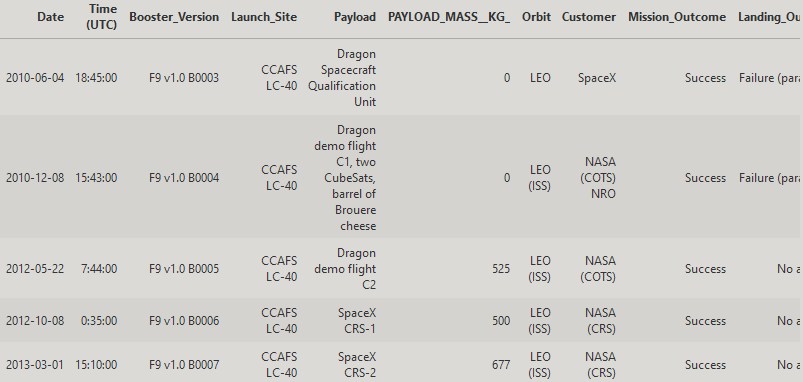 Date Time (UTC) Booster_Version Launch_Site Payload PAYLOAD_MASS__KG_ Orbit Customer Mission_Outcome Landing_Ou
2010-06-04 18:45:00 F9 v1.0 B0003 CCAFS LC-40 Dragon Spacecraft Qualification Unit 0 LEO SpaceX Success Failure (para
2010-12-08 15:43:00 F9 v1.0 B0004 CCAFS LC-40 Dragon demo flight C1, two CubeSats, barrel of Brouere cheese 0 LEO (ISS) NASA (COTS) NRO Success Failure (para
2012-05-22 7:44:00 F9 v1.0 B0005 CCAFS LC-40 Dragon demo flight C2 525 LEO (ISS) NASA (COTS) Success No a
2012-10-08 0:35:00 F9 v1.0 B0006 CCAFS LC-40 SpaceX CRS-1 500 LEO (ISS) NASA (CRS) Success No a
2013-03-01 15:10:00 F9 v1.0 B0007 CCAFS LC-40 SpaceX CRS-2 677 LEO (ISS) NASA (CRS) Success No a